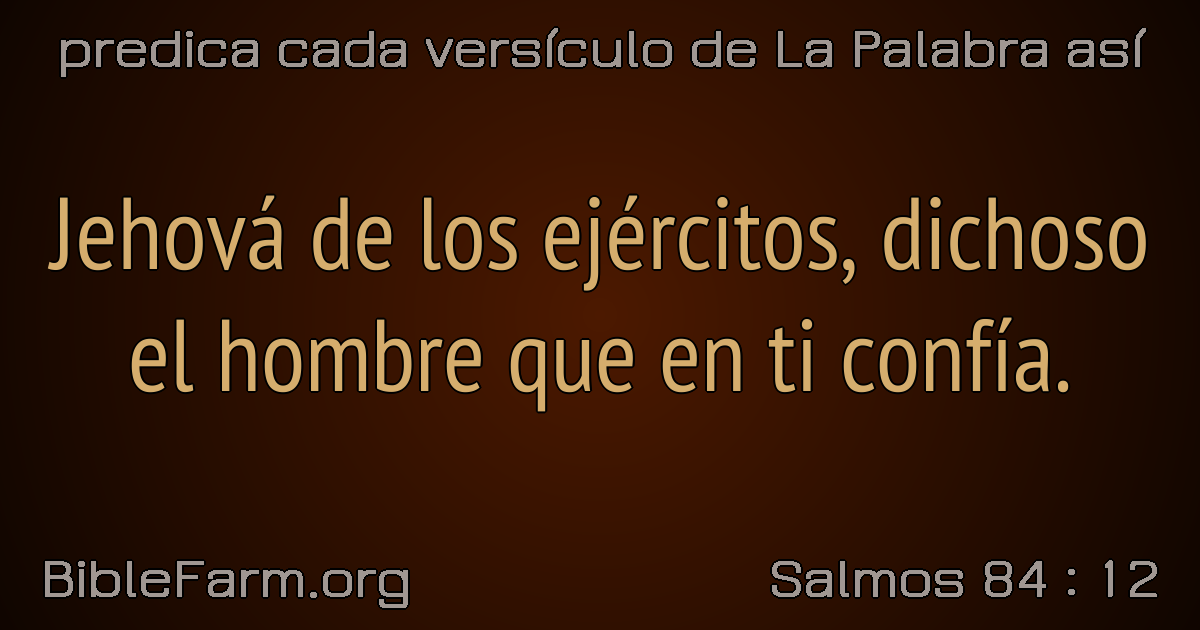 predica cada versículo de La Palabra así
Jehová de los ejércitos, dichoso
el hombre que en ti confía.
BibleFarm.org
Salmos 84 : 12